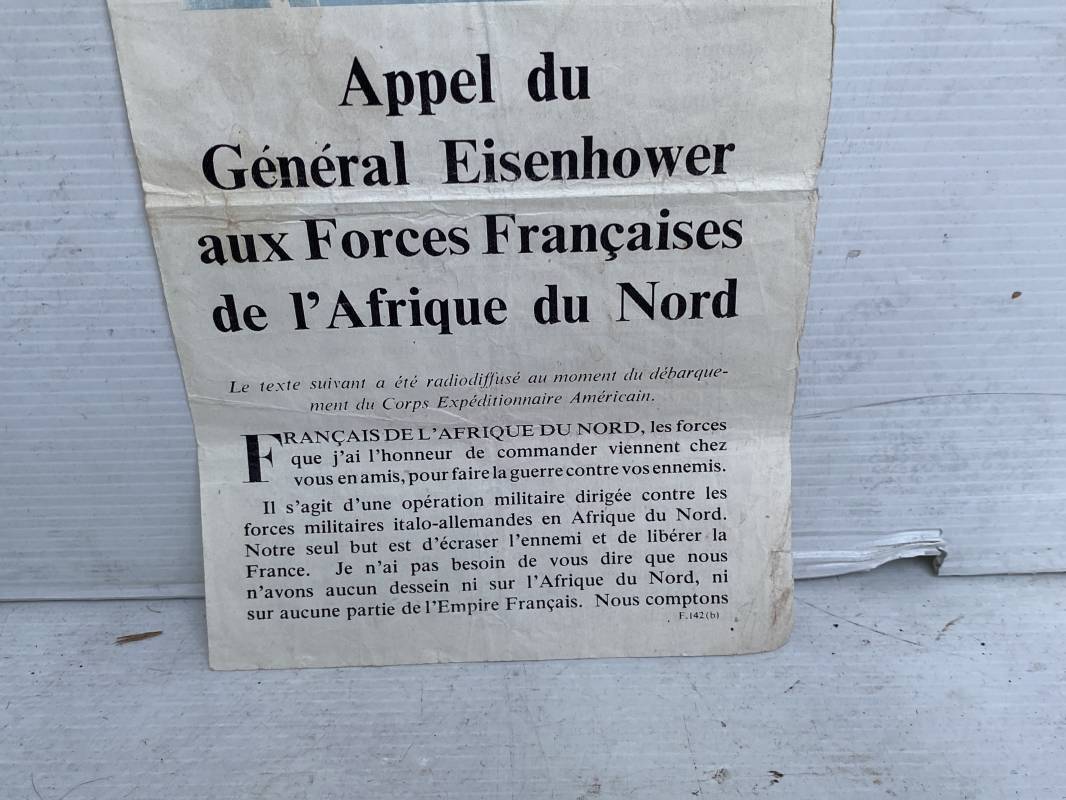 Appel du
Général Eisenhower
aux Forces Françaises
de l'Afrique du Nord
Le texte suivant a été radiodiffusé au moment du débarque-
ment du Corps Expéditionnaire Américain.
FRANÇAIS DE L'AFRIQUE DU NORD, les forces
que j'ai l'honneur de commander viennent chez
vous en amis, pour faire la guerre contre vos ennemis.
Il s'agit d'une opération militaire dirigée contre les
forces militaires italo-allemandes en Afrique du Nord.
Notre seul but est d'écraser l'ennemi et de libérer la
France. Je n'ai pas besoin de vous dire que nous
n'avons aucun dessein ni sur l'Afrique du Nord, ni
sur aucune partie de l'Empire Français. Nous comptons
F.142(b)